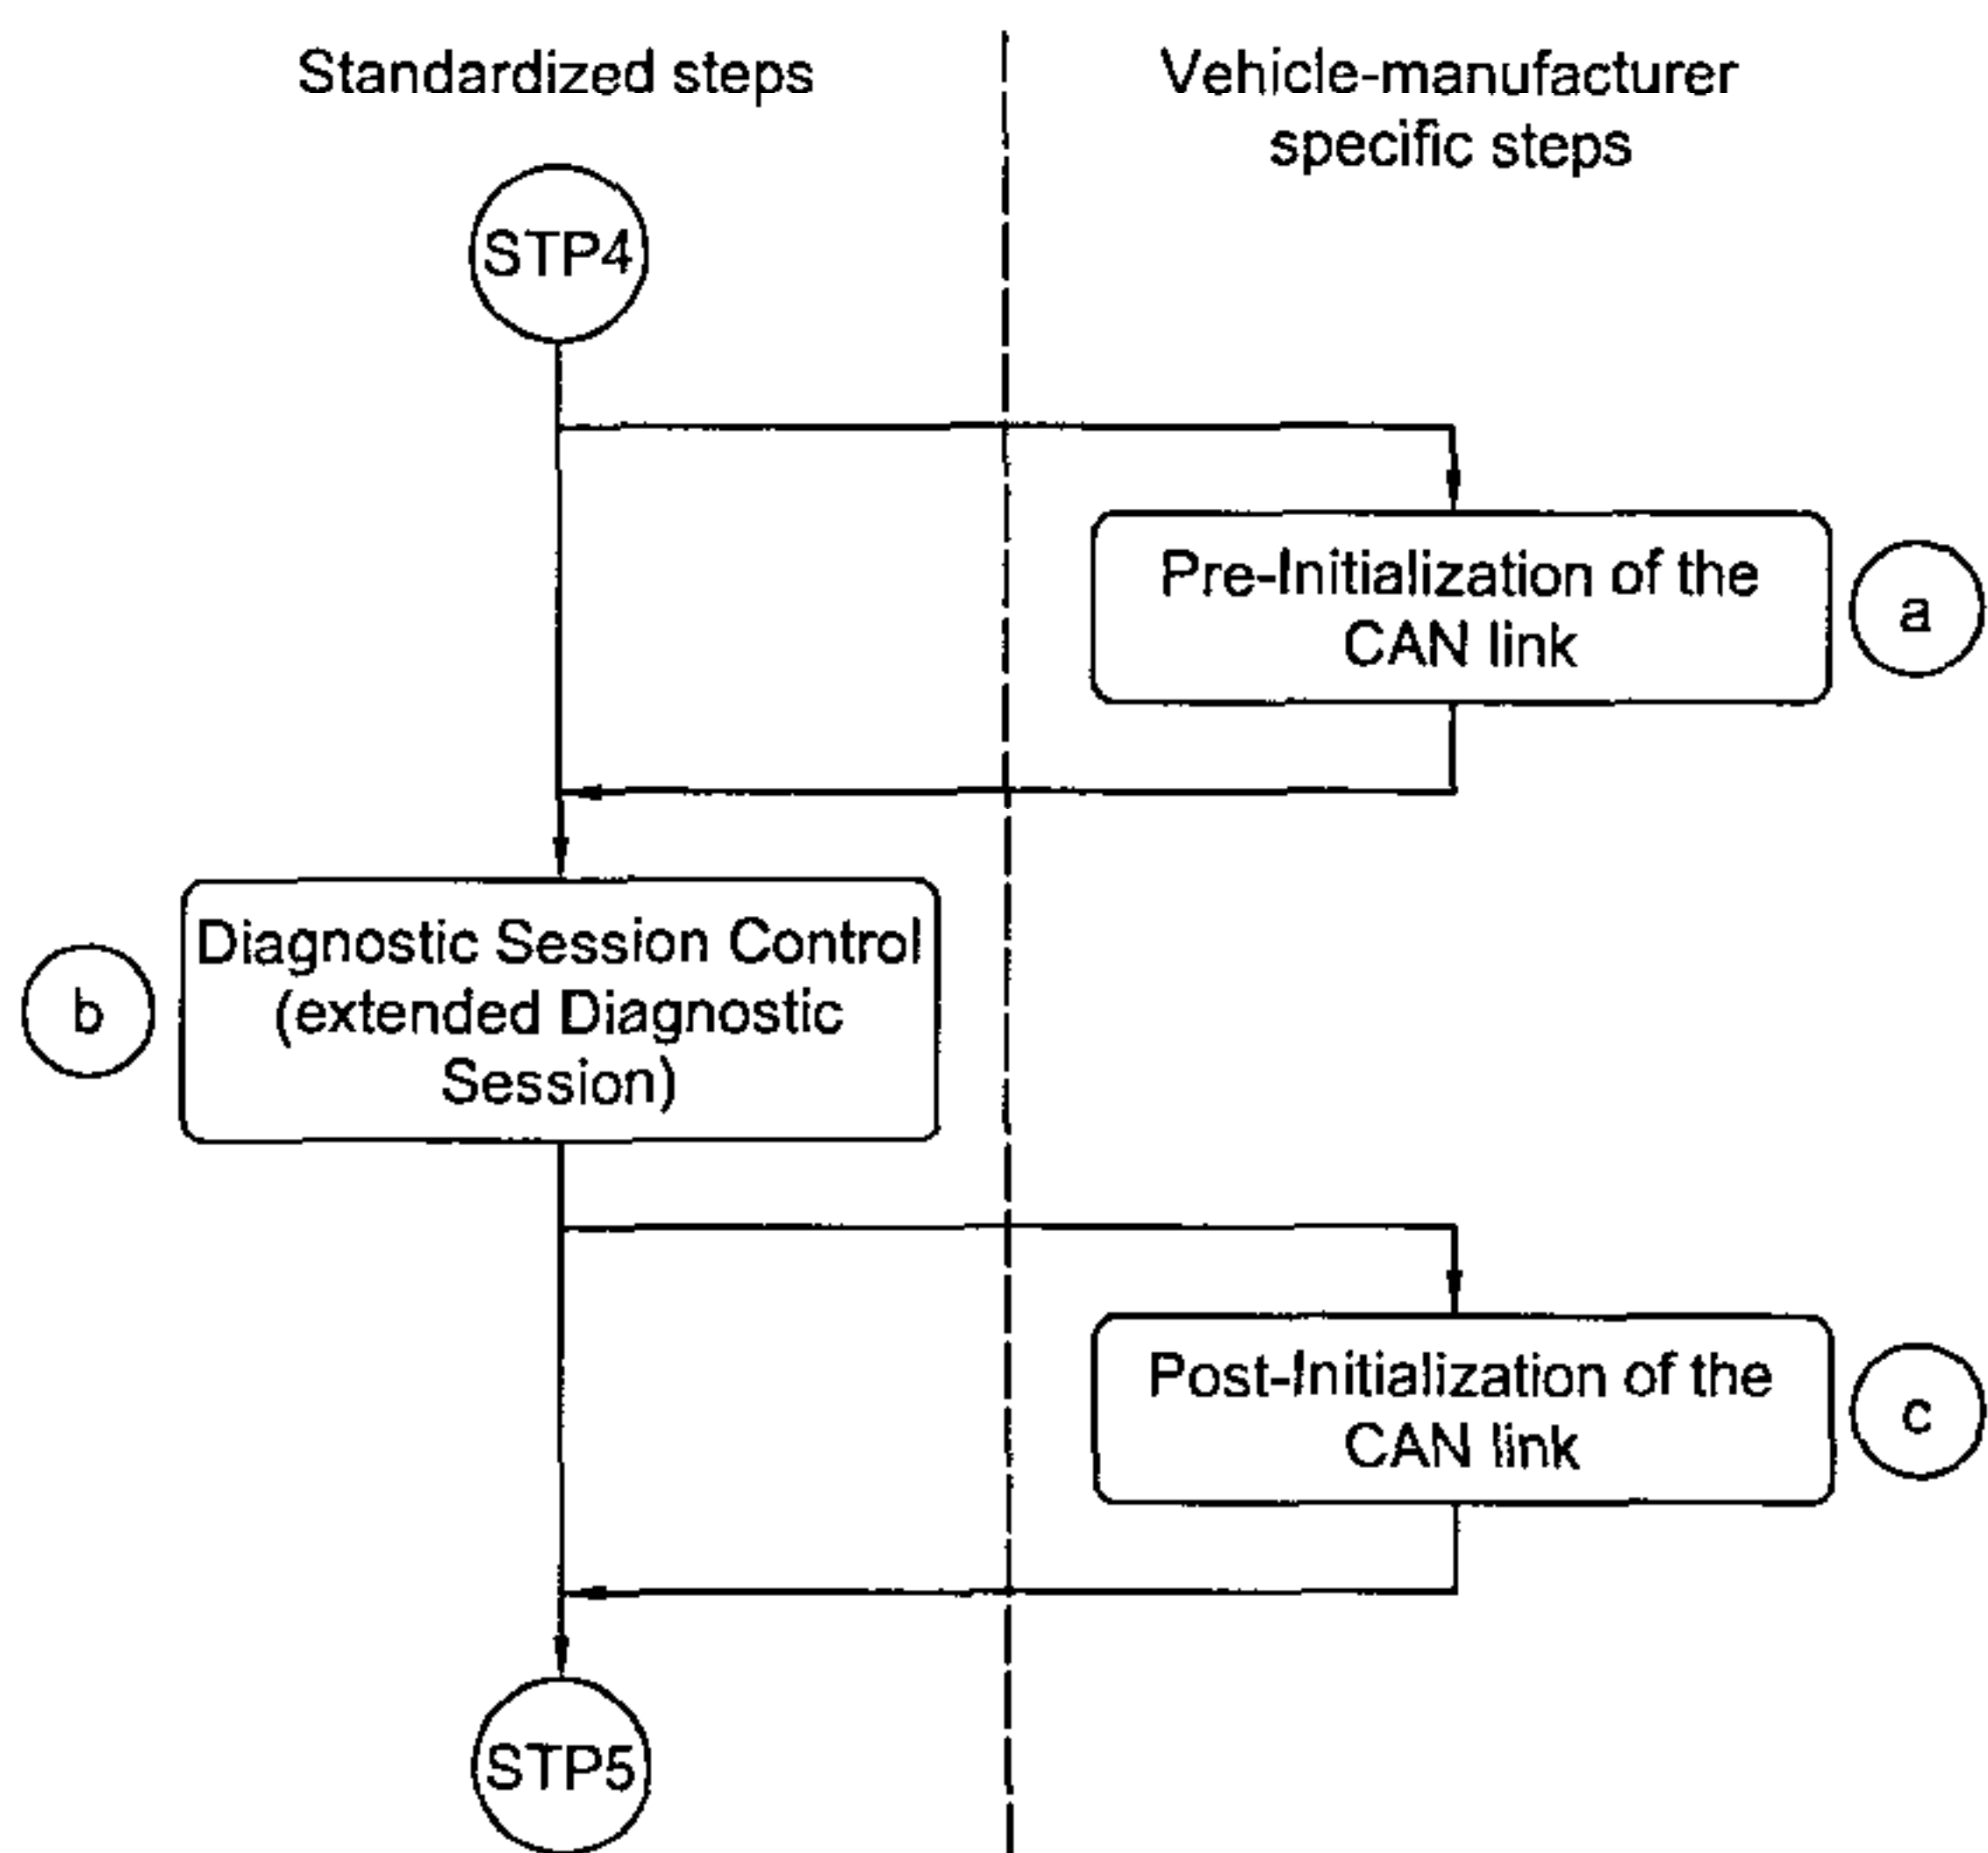 Standardized steps
Vehicle-manufacturer
specific steps
STP4
Pre-Initialization of the
CAN link
a
Diagnostic Session Control
(extended Diagnostic
Session)
b
Post-Initialization of the
CAN link
c
STP5